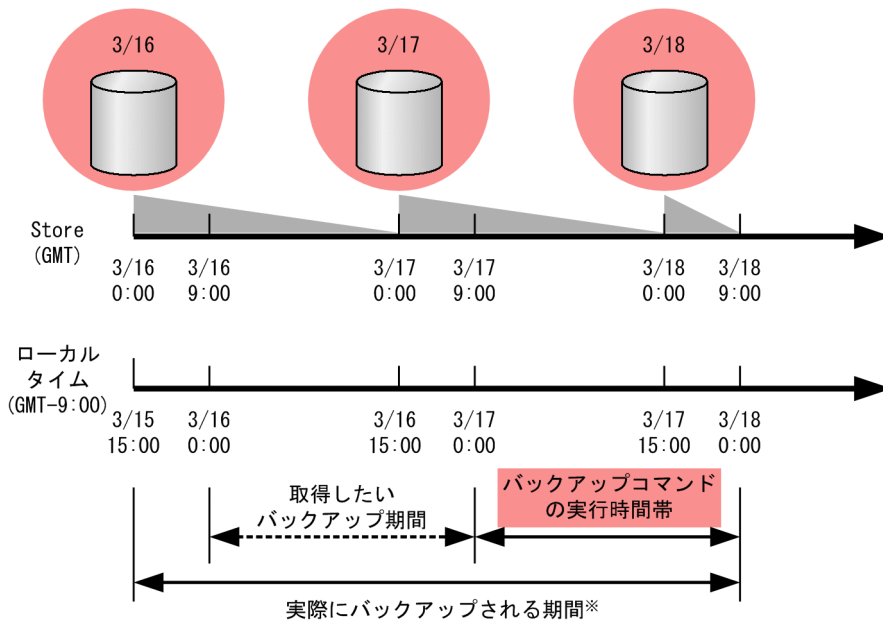 3/16
3/17
3/18
Store
(GMT)
3/16
0:00
3/16
9:00
3/17
0:00
3/17
9:00
3/18
0:00
3/18
9:00
ローカル
タイム
(GMT-9:00)
3/15
15:00
3/16
0:00
3/16
15:00
3/17
0:00
3/17
15:00
3/18
0:00
取得したい
バックアップ期間
バックアップコマンド
の実行時間帯
実際にバックアップされる期間※